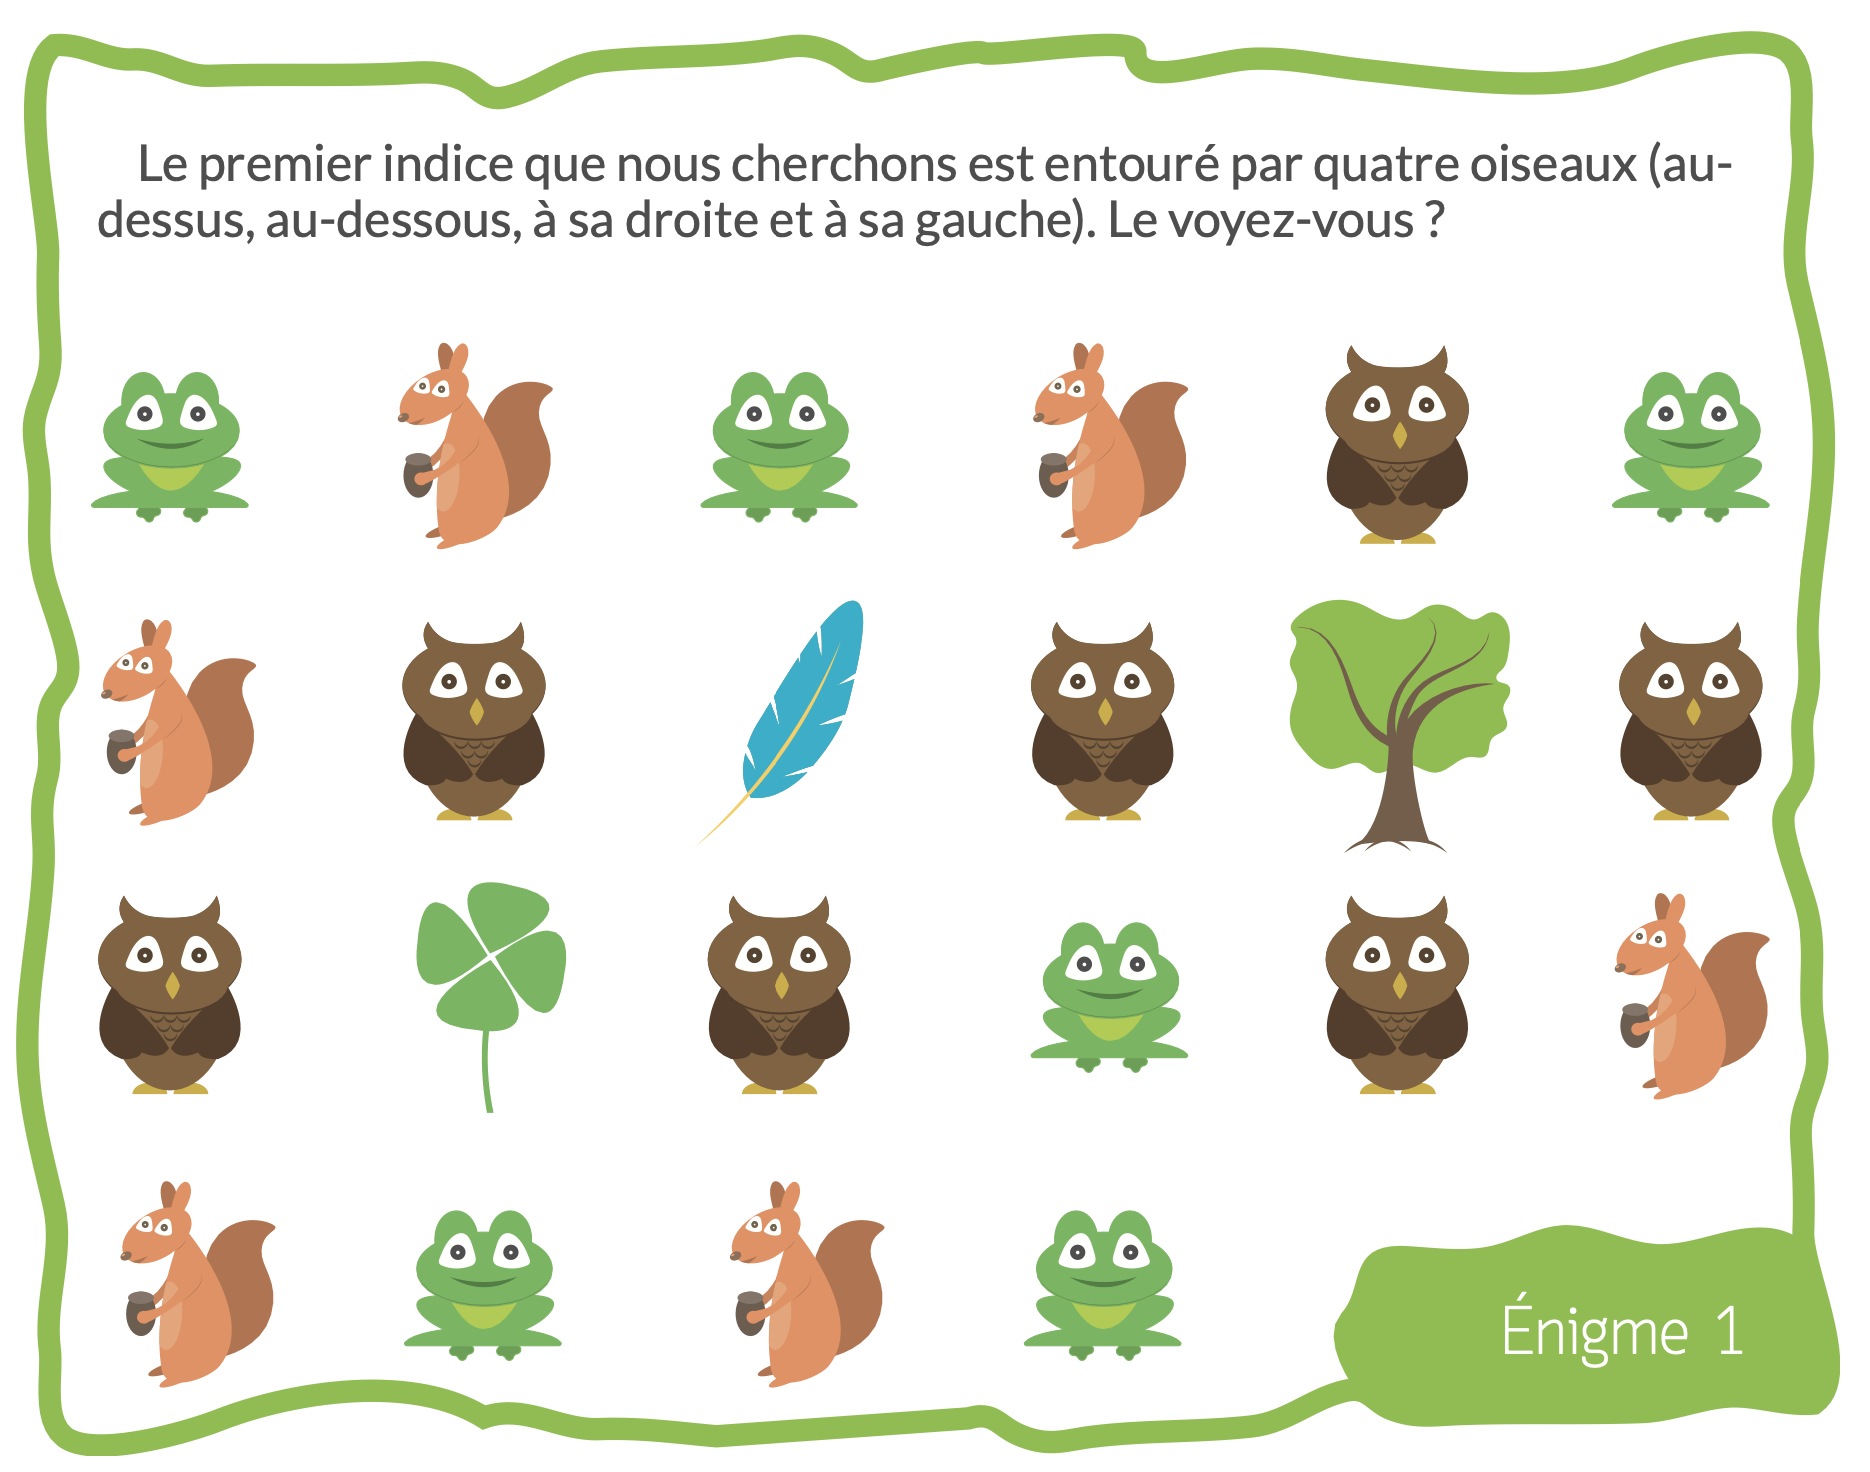 Le premier indice que nous cherchons est entouré par quatre oiseaux (au-
dessus, au-dessous, à sa droite et à sa gauche). Le voyez-vous ?
Énigme 1